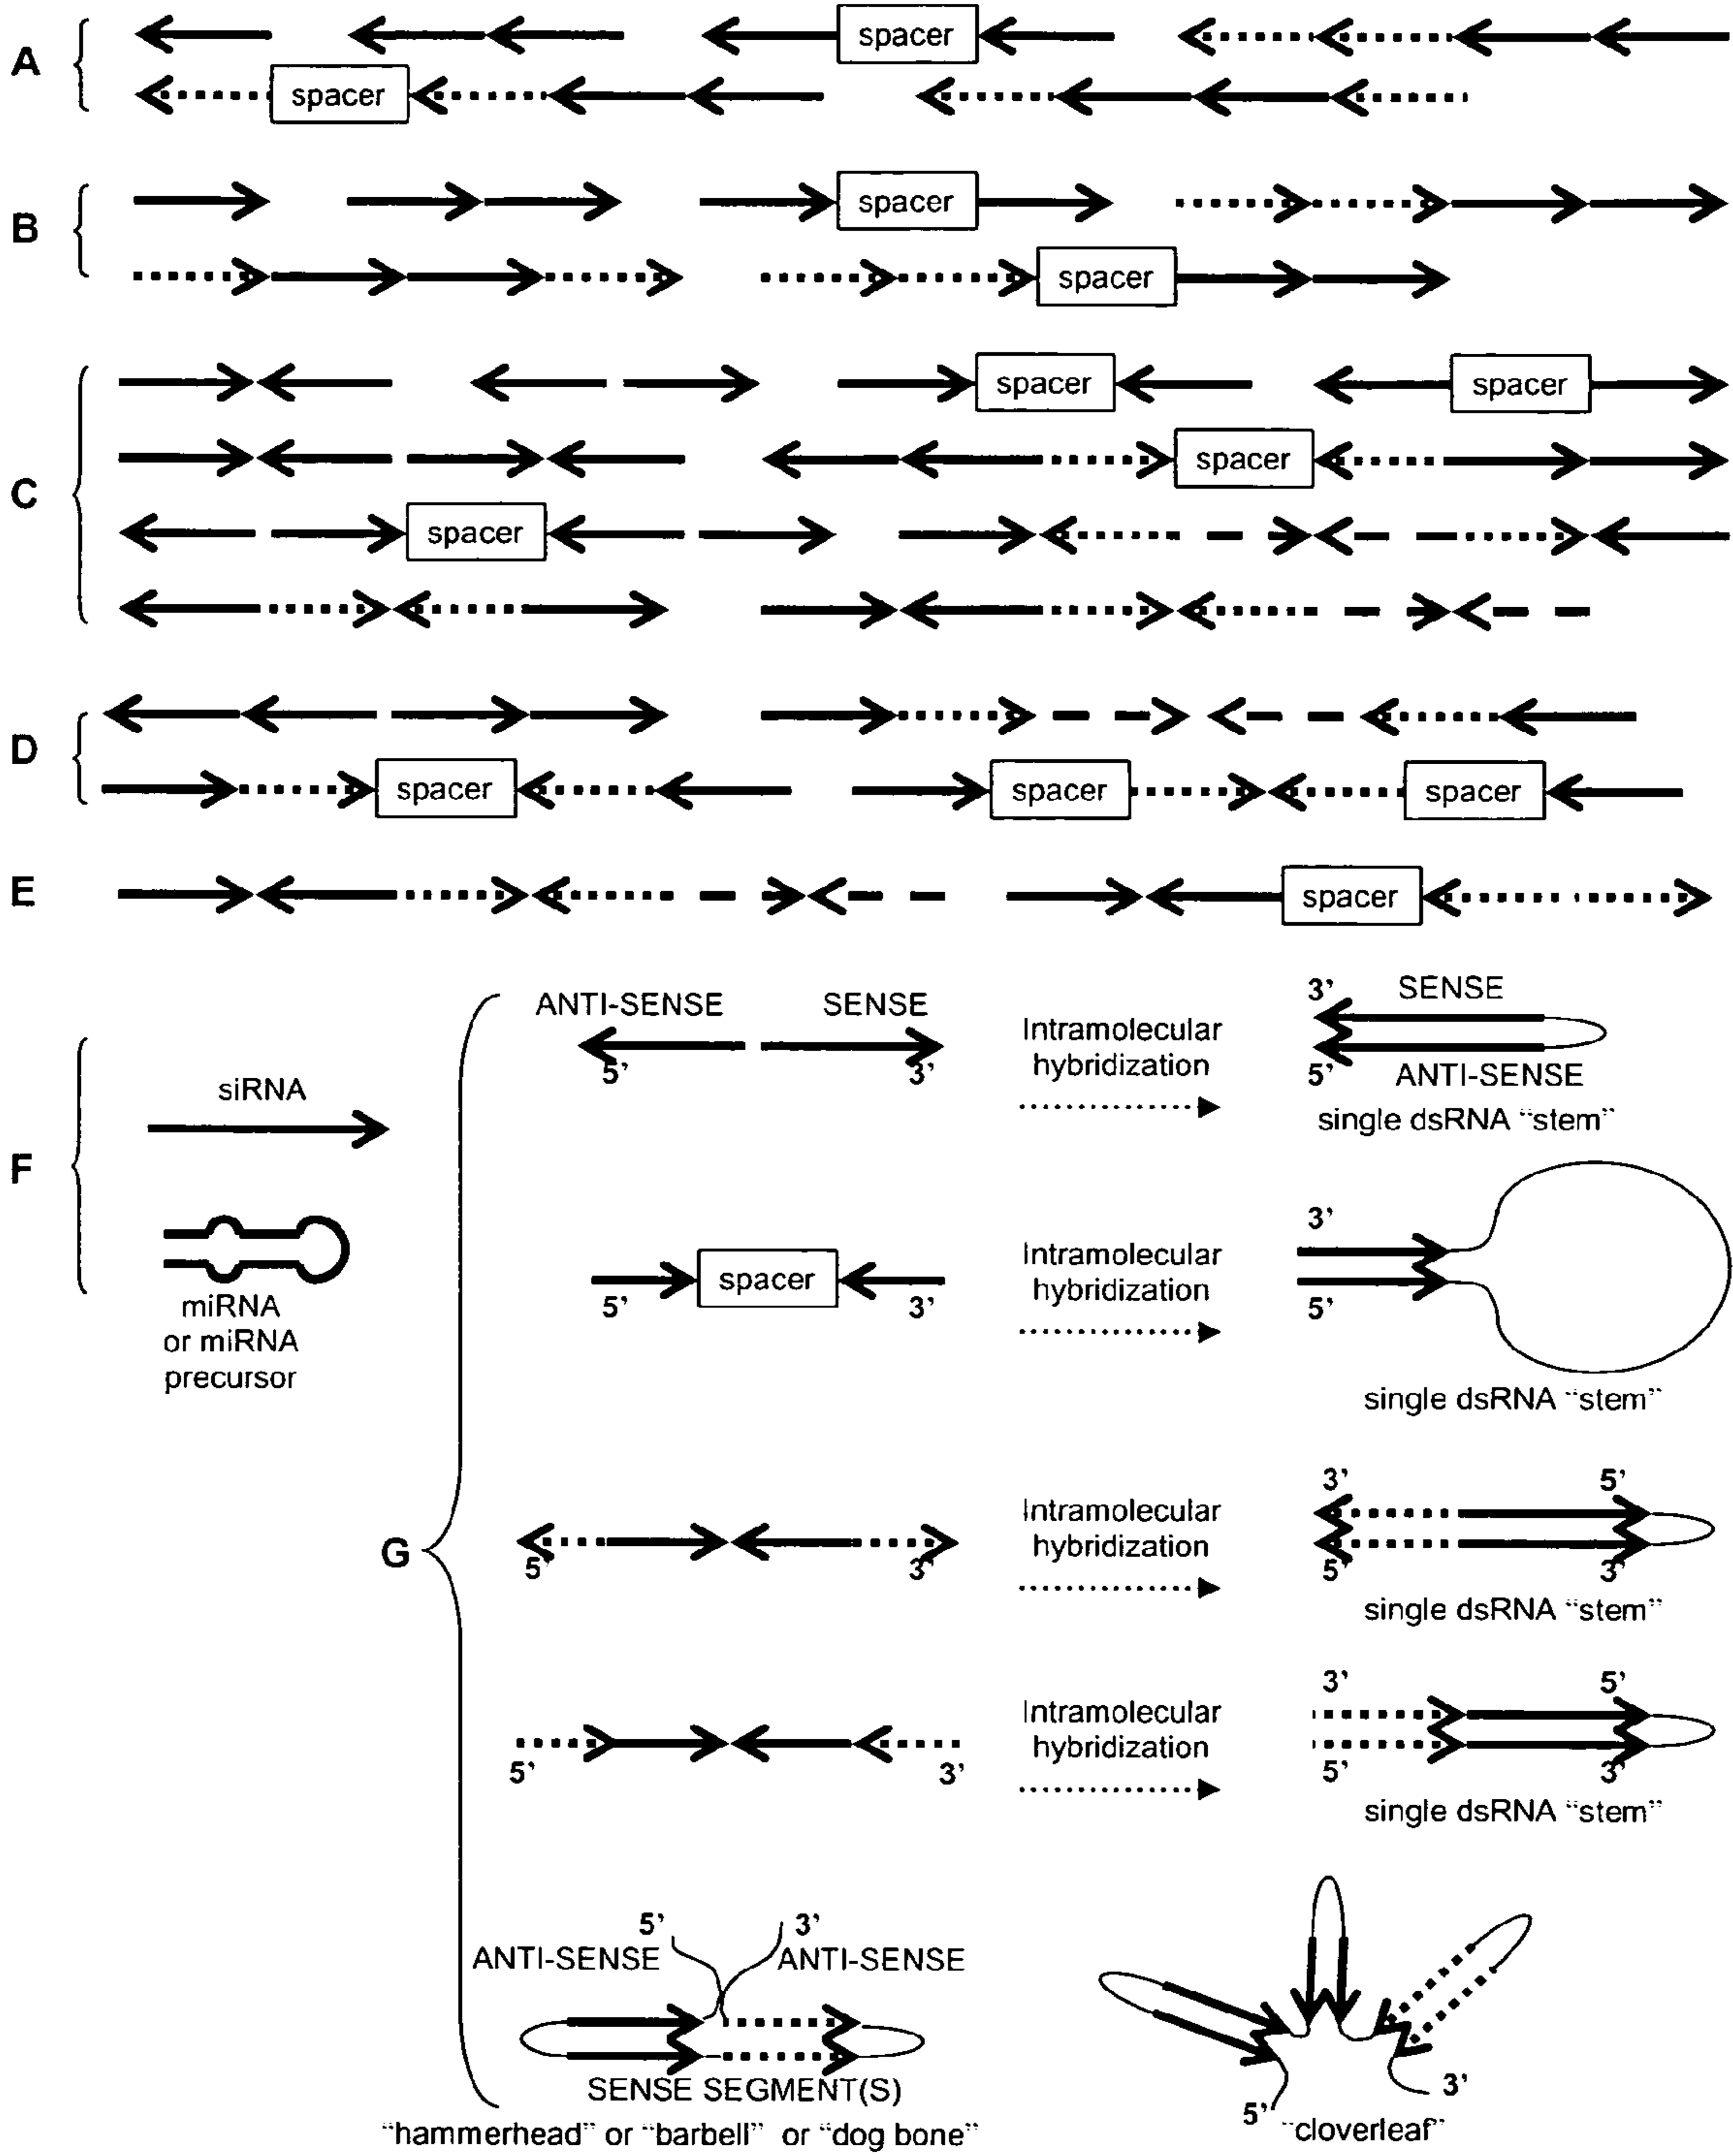 A
spacer
spacer
B
spacer
spacer
C
spacer
spacer
spacer
spacer
D
spacer
spacer
spacer
E
spacer
F
siRNA
miRNA
or miRNA
precursor
G
ANTI-SENSE SENSE
5' 3'
Intramolecular
hybridization
3' SENSE
5' ANTI-SENSE
single dsRNA "stem"
spacer
5' 3'
Intramolecular
hybridization
3'
5'
single dsRNA "stem"
5' 3'
Intramolecular
hybridization
3' 5'
5' 3'
single dsRNA "stem"
5' 3'
Intramolecular
hybridization
3' 5'
5' 3'
single dsRNA "stem"
5' 3'
ANTI-SENSE ANTI-SENSE
SENSE SEGMENT(S)
"hammerhead" or "barbell" or "dog bone"
3'
5'
"cloverleaf"